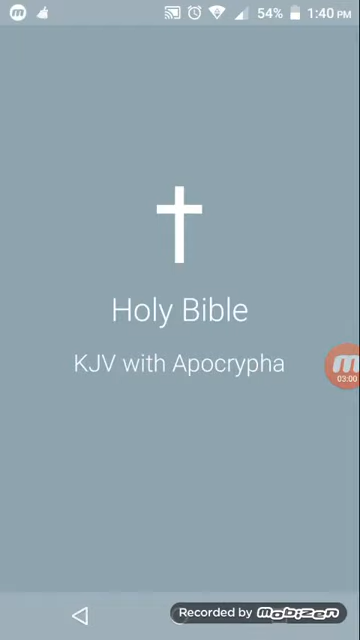 54% 1:40 PM
Holy Bible
KJV with Apocrypha
03:00
Recorded by Mobizen